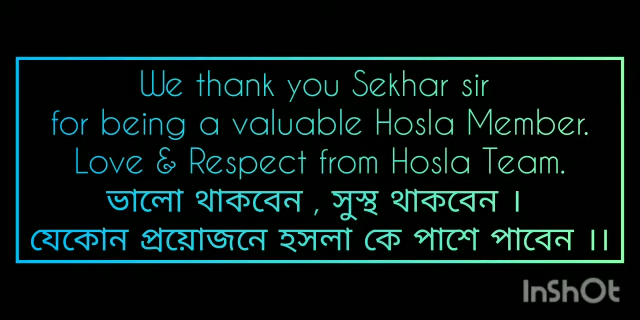 We thank you Sekhar sir
for being a valuable Hosla Member.
Love & Respect from Hosla Team.
ভালো থাকবেন , সুস্থ থাকবেন ।
যেকোন প্রয়োজনে হসলা কে পাশে পাবেন ।।
InShOt